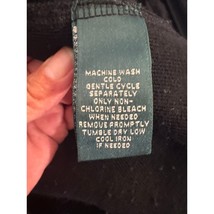 MACHINE WASH
COLD
GENTLE CYCLE
SEPARATELY
ONLY NON-
CHLORINE BLEACH
WHEN NEEDED
REMOVE PROMPTLY
TUMBLE DRY LOW
COOL IRON
IF NEEDED